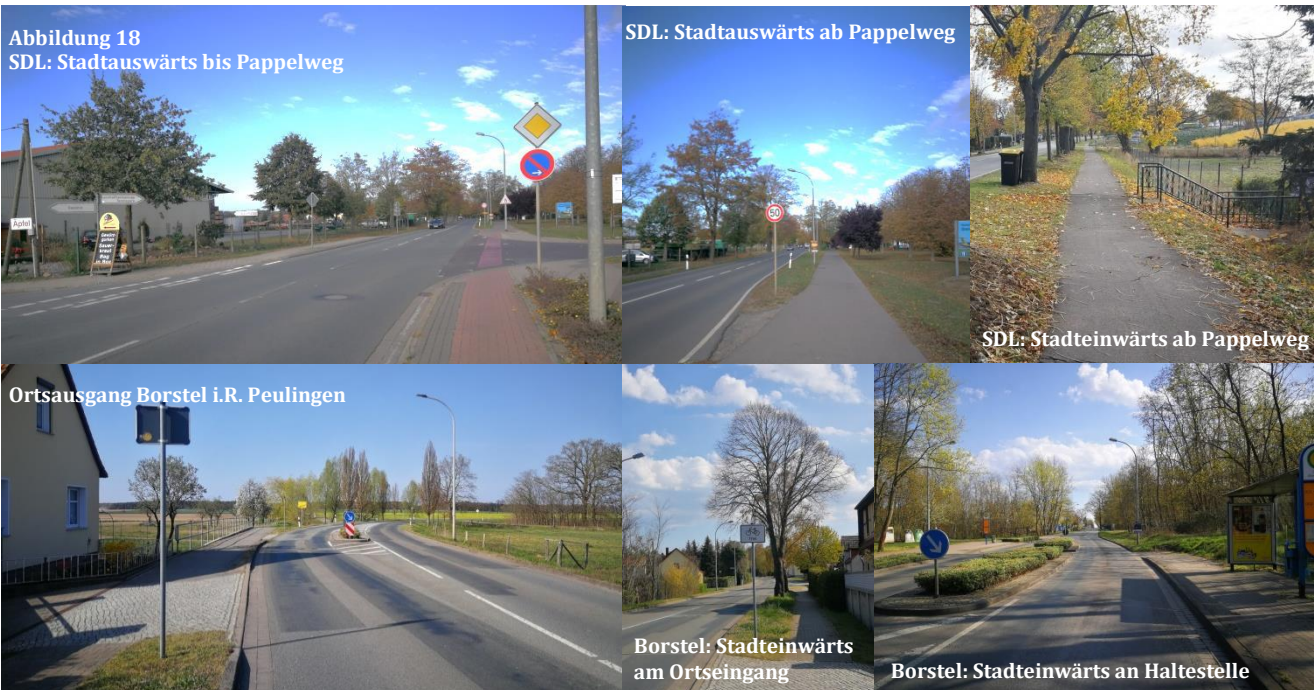 Abbildung 18
SDL: Stadtauswärts bis Pappelweg
Apfel
SDL: Stadtauswärts ab Pappelweg
50
SDL: Stadteinwärts ab Pappelweg
Ortsausgang Borstel i.R. Peulingen
Borstel: Stadteinwärts
am Ortseingang
Borstel: Stadteinwärts an Haltestelle